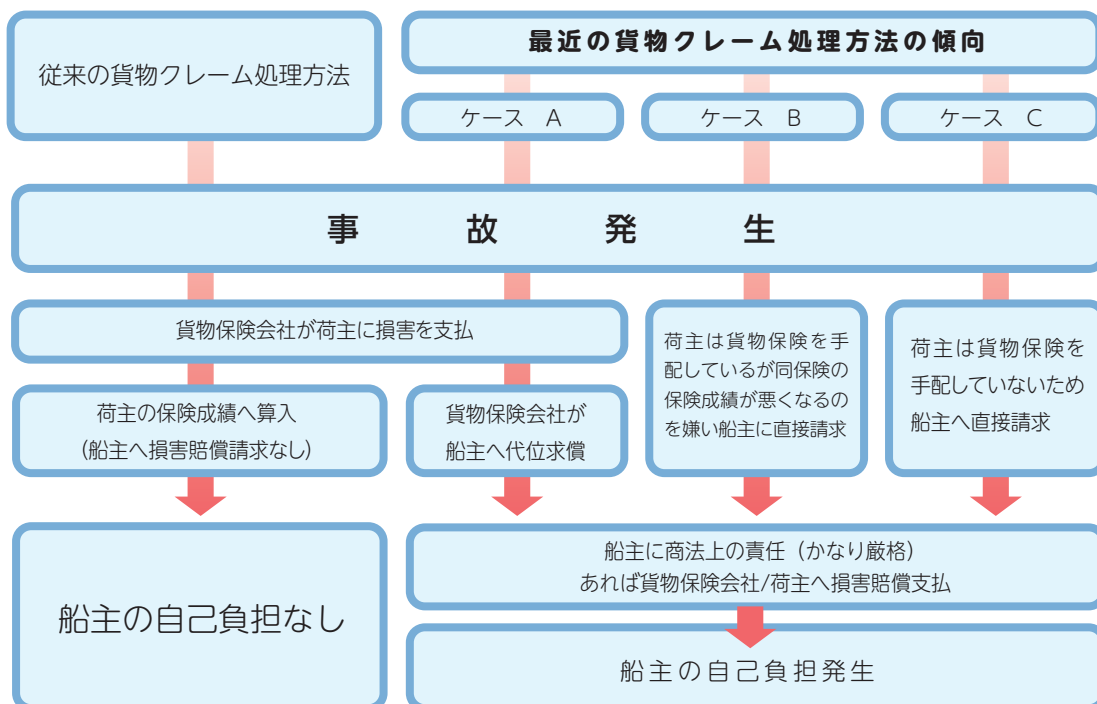 従来の貨物クレーム処理方法
最近の貨物クレーム処理方法の傾向
ケース A
ケース B
ケース C
事故発生
貨物保険会社が荷主に損害を支払
荷主の保険成績へ算入
(船主へ損害賠償請求なし)
貨物保険会社が
船主へ代位求償
荷主は貨物保険を手
配しているが同保険の
保険成績が悪くなるの
を嫌い船主に直接請求
荷主は貨物保険を
手配していないため
船主へ直接請求
船主の自己負担なし
船主に商法上の責任（かなり厳格）
あれば貨物保険会社/荷主へ損害賠償支払
船主の自己負担発生